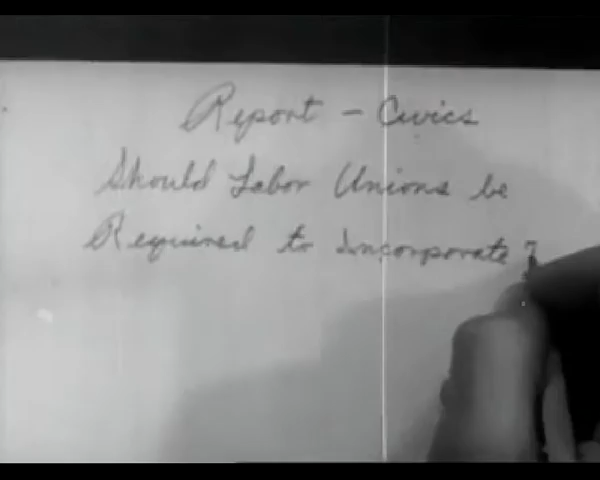 Report - Civics
Should Labor Unions be
Required to Incorporate?